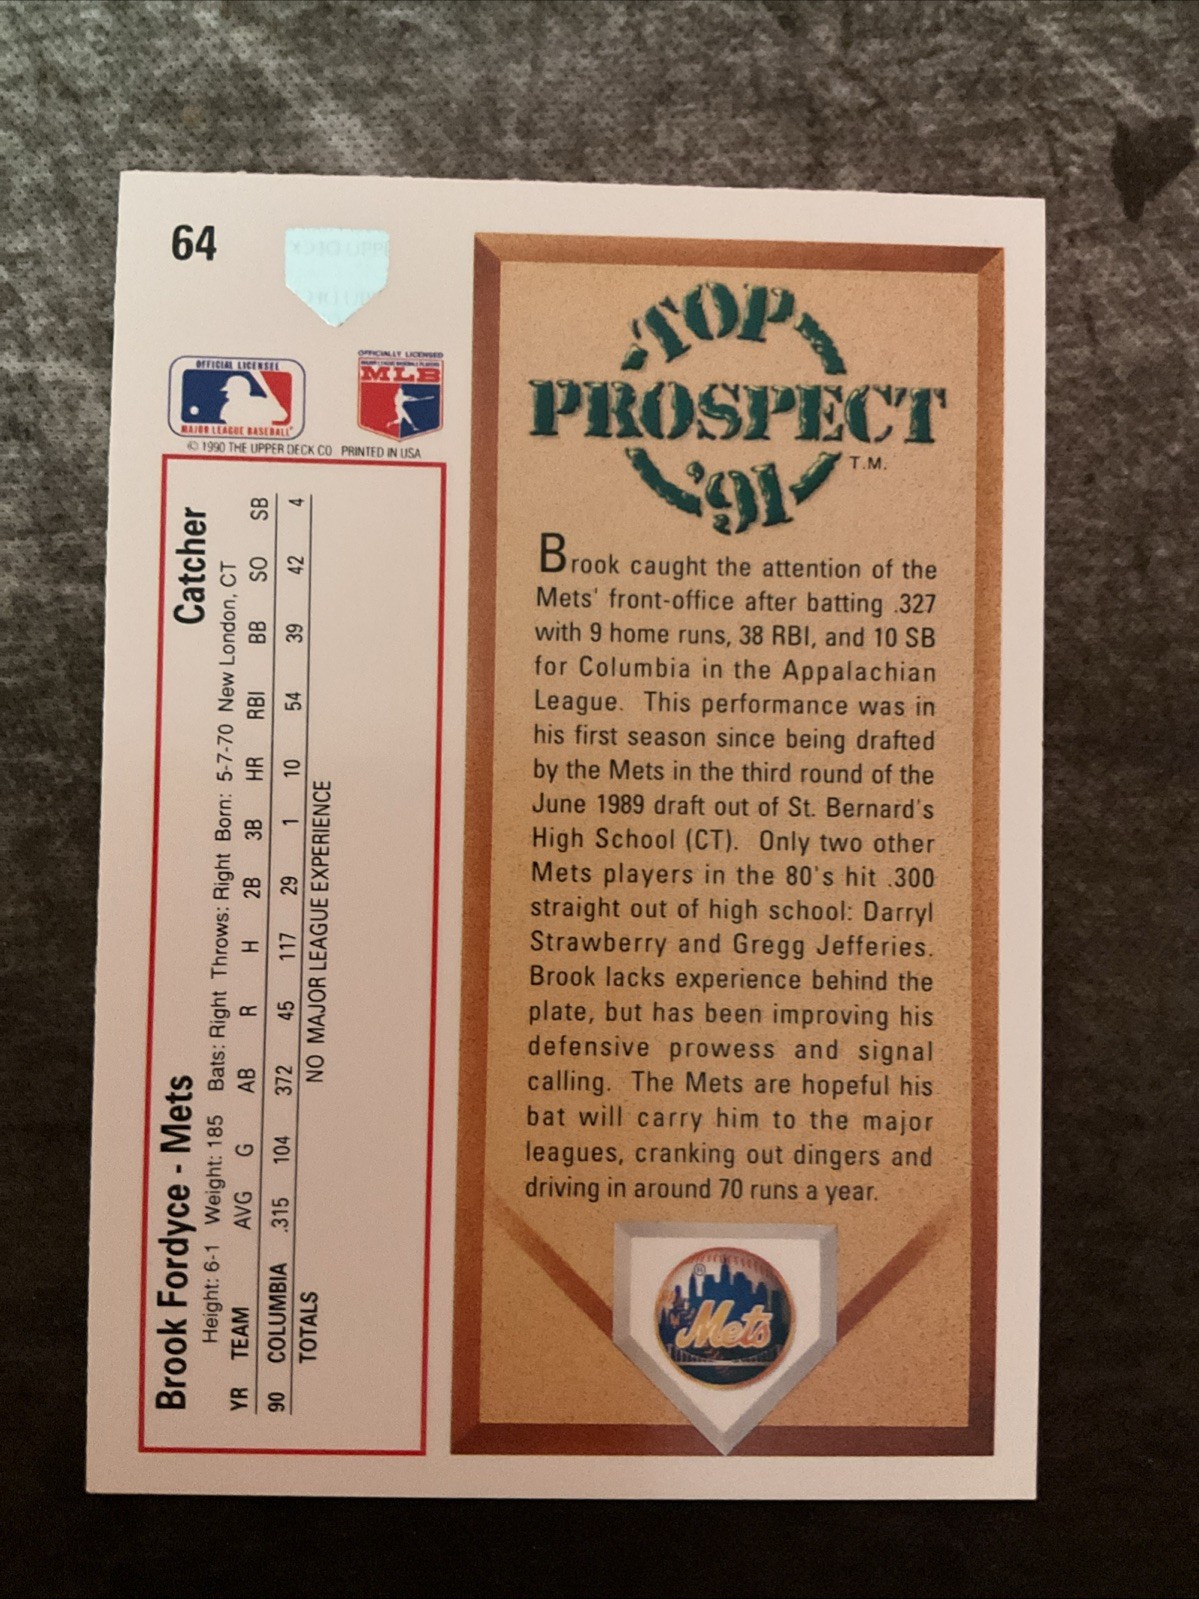 64
OFFICIAL LICENSEE
MAJOR LEAGUE BASEBALL
OFFICIALLY LICENSED
MAJOR LEAGUE BASEBALL PLAYERS
MLB
© 1990 THE UPPER DECK CO. PRINTED IN USA
Brook Fordyce - Mets Catcher
Height: 6-1 Weight: 185 Bats: Right Throws: Right Born: 5-7-70 New London, CT
YR TEAM AVG G AB R H 2B 3B HR RBI BB SO SB
90 COLUMBIA .315 104 372 45 117 29 1 10 54 39 42 4
TOTALS NO MAJOR LEAGUE EXPERIENCE
TOP
PROSPECT
'91
T.M.
Brook caught the attention of the
Mets' front-office after batting .327
with 9 home runs, 38 RBI, and 10 SB
for Columbia in the Appalachian
League. This performance was in
his first season since being drafted
by the Mets in the third round of the
June 1989 draft out of St. Bernard's
High School (CT). Only two other
Mets players in the 80's hit .300
straight out of high school: Darryl
Strawberry and Gregg Jefferies.
Brook lacks experience behind the
plate, but has been improving his
defensive prowess and signal
calling. The Mets are hopeful his
bat will carry him to the major
leagues, cranking out dingers and
driving in around 70 runs a year.
®
Mets